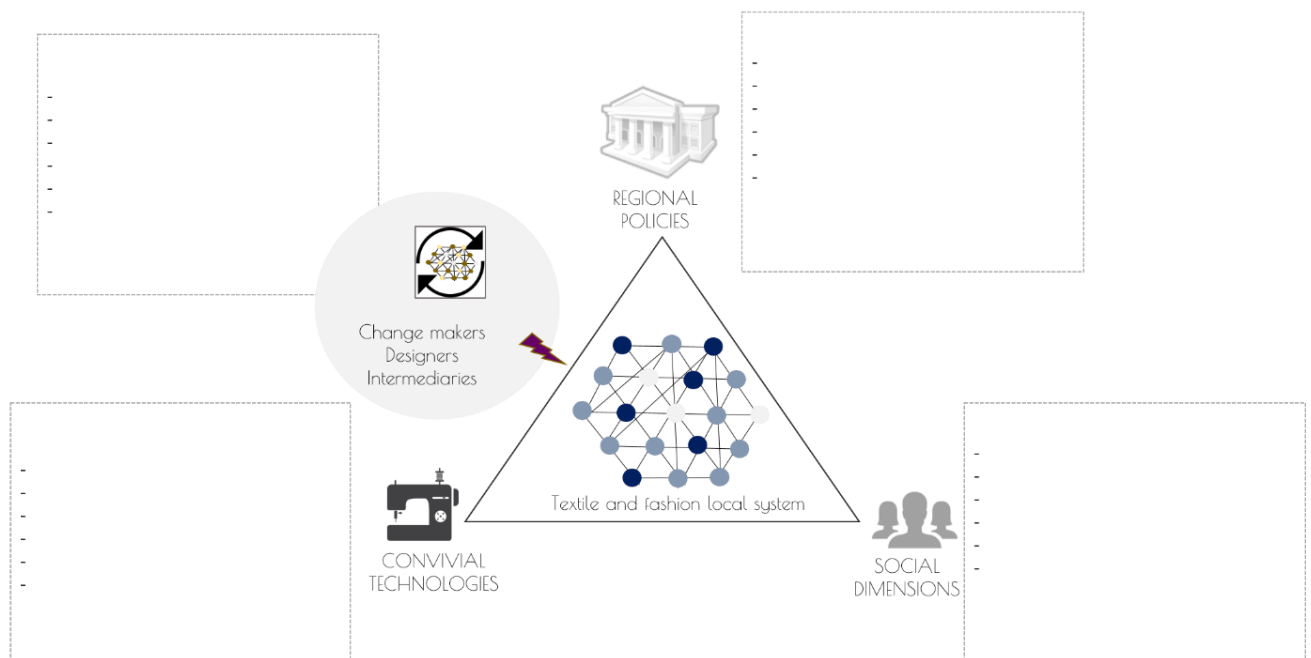 -
-
-
-
-
-
-
-
-
-
-
-
REGIONAL
POLICIES
Change makers
Designers
Intermediaries
Textile and fashion local system
-
-
-
-
-
-
CONVIVIAL
TECHNOLOGIES
-
-
-
-
-
-
SOCIAL
DIMENSIONS